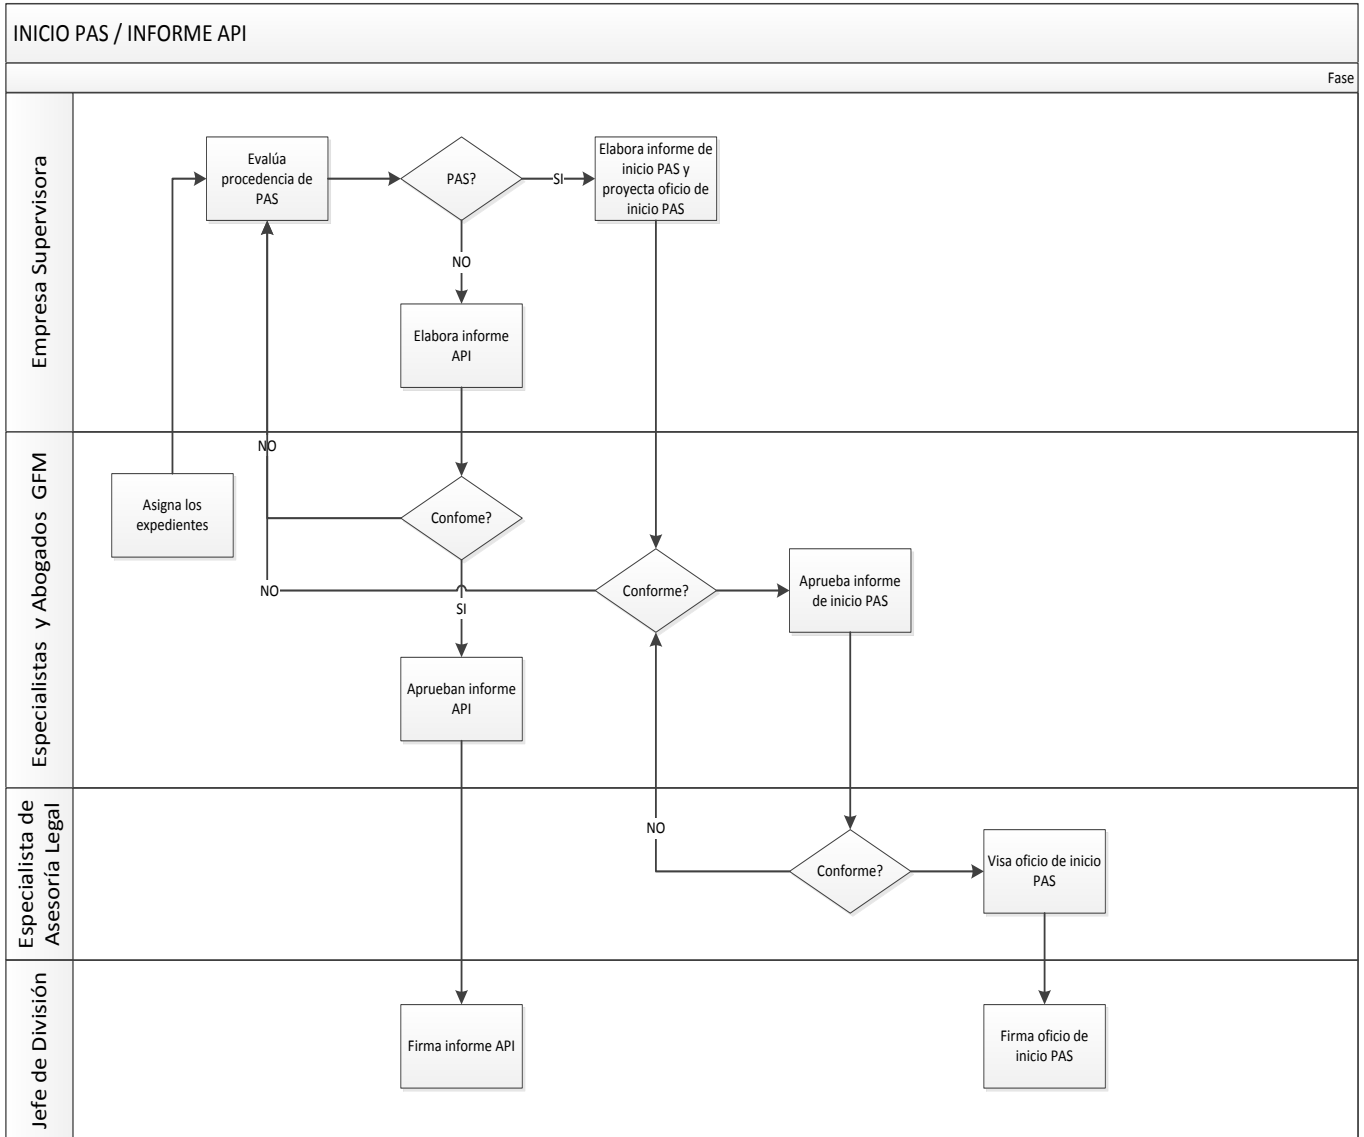 INICIO PAS / INFORME API
Fase
Empresa Supervisora
Evalúa
procedencia de
PAS
PAS?
SI
Elabora informe de
inicio PAS y
proyecta oficio de
inicio PAS
NO
Elabora informe
API
Especialistas y Abogados GFM
NO
Asigna los
expedientes
Confome?
NO
SI
Conforme?
Aprueba informe
de inicio PAS
Aprueban informe
API
Especialista de
Asesoría Legal
NO
Conforme?
Visa oficio de inicio
PAS
Jefe de División
Firma informe API
Firma oficio de
inicio PAS